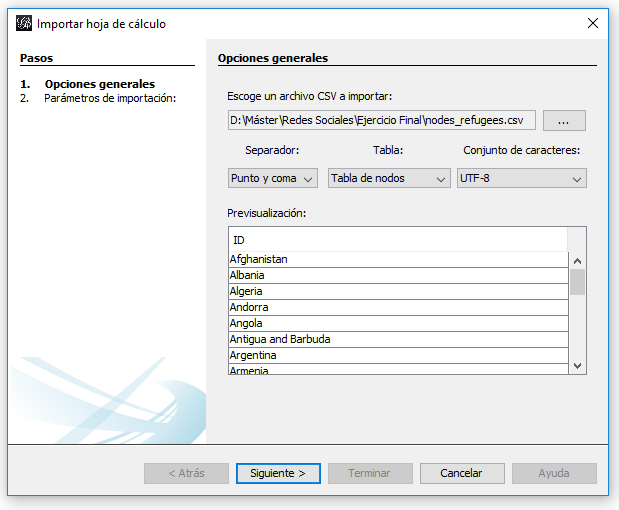 Importar hoja de cálculo
Pasos
1. Opciones generales
2. Parámetros de importación:
Opciones generales
Escoge un archivo CSV a importar:
D:\Máster\Redes Sociales\Ejercicio Final\nodes_refugees.csv
...
Separador: Tabla: Conjunto de caracteres:
Punto y coma Tabla de nodos UTF-8
Previsualización:
ID
Afghanistan
Albania
Algeria
Andorra
Angola
Antigua and Barbuda
Argentina
Armenia
< Atrás Siguiente > Terminar Cancelar Ayuda